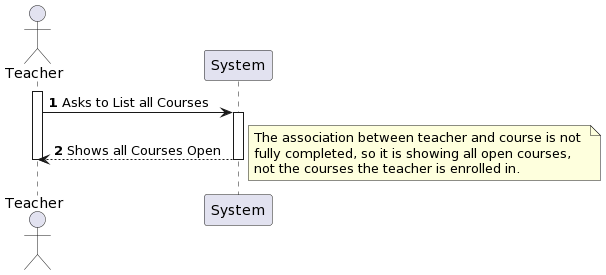 Teacher
System
1 Asks to List all Courses
2 Shows all Courses Open
The association between teacher and course is not
fully completed, so it is showing all open courses,
not the courses the teacher is enrolled in.
Teacher
System